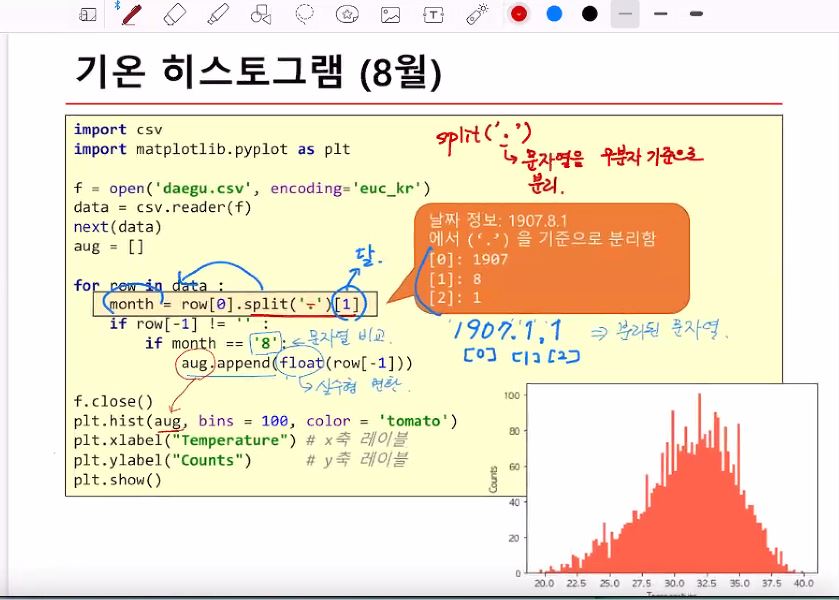 기온 히스토그램 (8월)
import csv
import matplotlib.pyplot as plt
f = open('daegu.csv', encoding='euc_kr')
data = csv.reader(f)
next(data)
aug = []
for row in data :
month = row[0].split('.')[1]
if row[-1] != '' :
if month == '8':
aug.append(float(row[-1]))
f.close()
plt.hist(aug, bins = 100, color = 'tomato')
plt.xlabel("Temperature") # x축 레이블
plt.ylabel("Counts") # y축 레이블
plt.show()
split('.')
↳ 문자열을 구분자 기준으로
분리.
날짜 정보: 1907.8.1
에서 ('.') 을 기준으로 분리함
[0]: 1907
[1]: 8
[2]: 1
달.
'1907.1.1 ⇒ 분리된 문자열.
[0] [1] [2]
← 문자열 비교.
↳ 실수형
Counts
100
80
60
40
20
0
20.0 22.5 25.0 27.5 30.0 32.5 35.0 37.5 40.0
Temperature